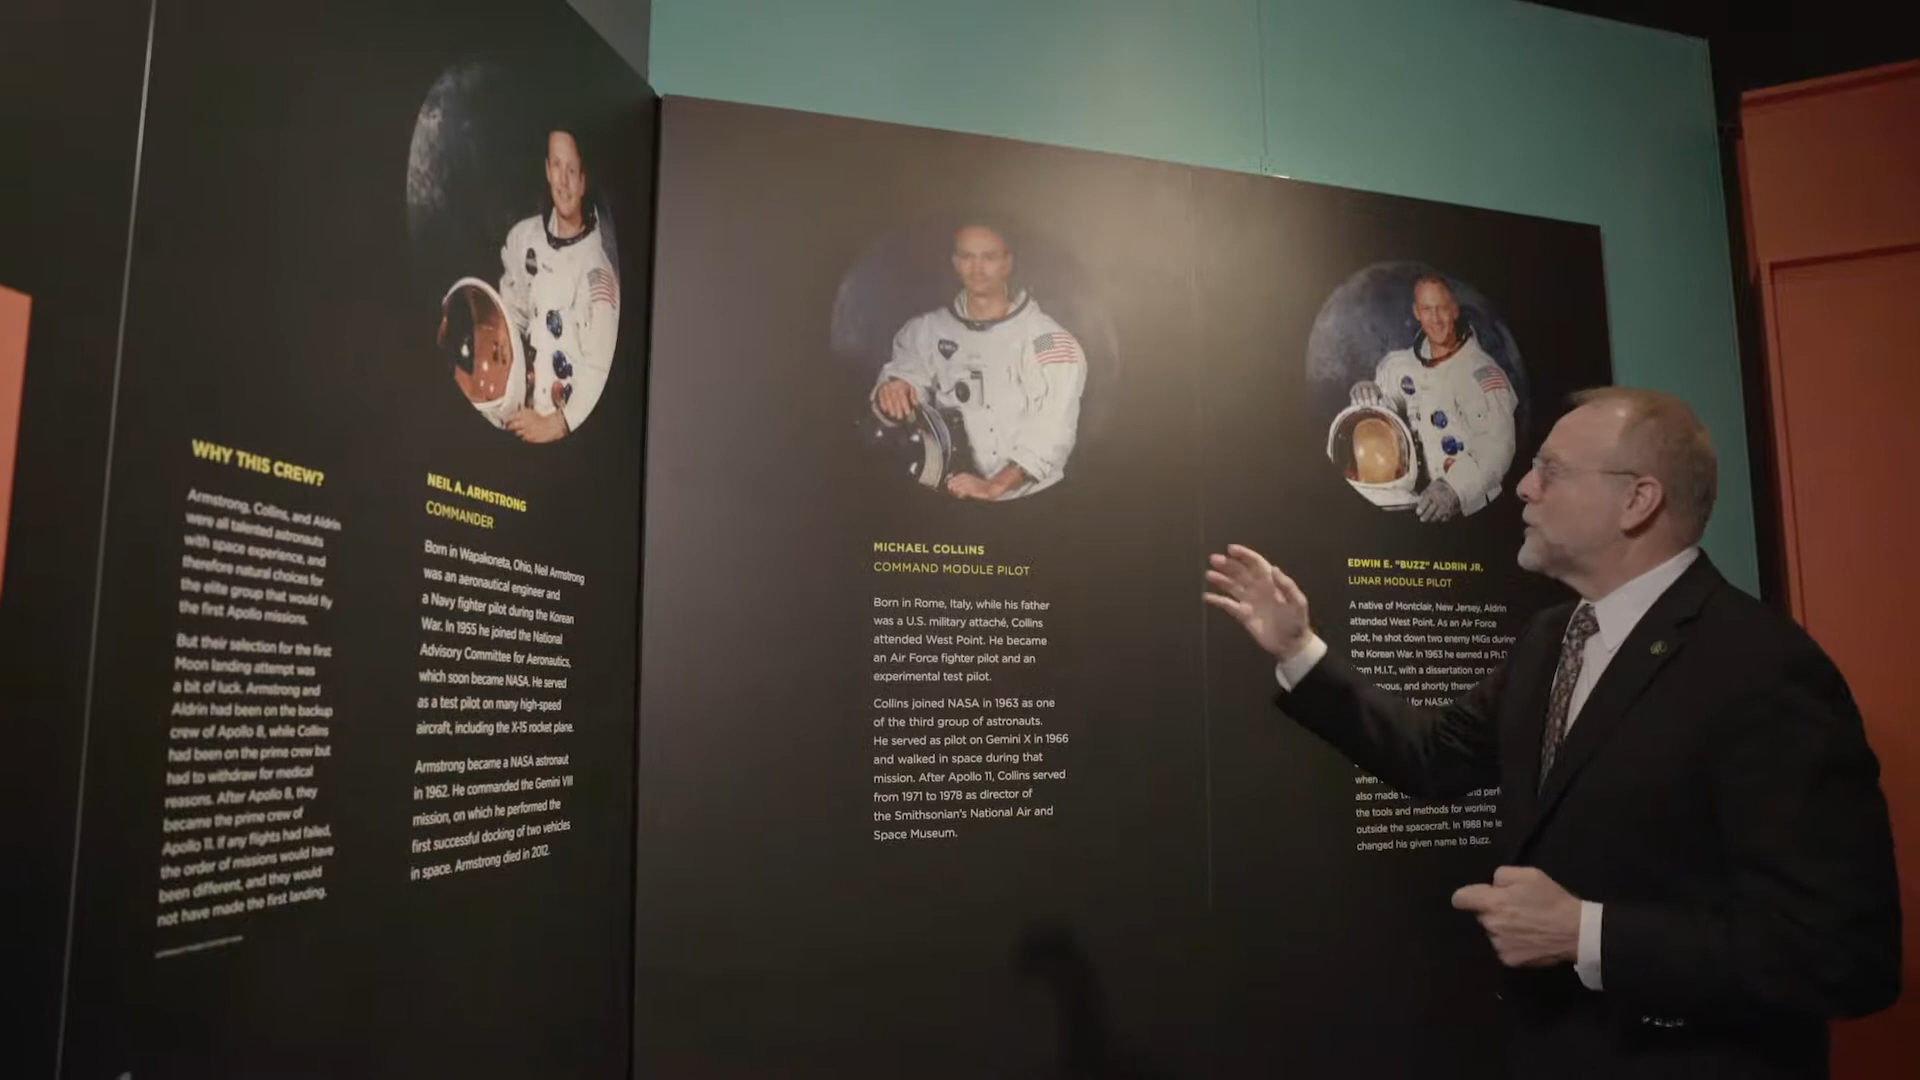 WHY THIS CREW?
Armstrong, Collins, and Aldrin
were all talented astronauts
with space experience, and
therefore natural choices for
the elite group that would fly
the first Apollo missions.
But their selection for the first
Moon landing attempt was
a bit of luck. Armstrong and
Aldrin had been on the backup
crew of Apollo 8, while Collins
had been on the prime crew but
had to withdraw for medical
reasons. After Apollo 8, they
became the prime crew of
Apollo 11. If any flights had failed,
the order of missions would have
been different, and they would
not have made the first landing.
NEIL A. ARMSTRONG
COMMANDER
Born in Wapakoneta, Ohio, Neil Armstrong
was an aeronautical engineer and
a Navy fighter pilot during the Korean
War. In 1955 he joined the National
Advisory Committee for Aeronautics,
which soon became NASA. He served
as a test pilot on many high-speed
aircraft, including the X-15 rocket plane.
Armstrong became a NASA astronaut
in 1962. He commanded the Gemini VIII
mission, on which he performed the
first successful docking of two vehicles
in space. Armstrong died in 2012.
MICHAEL COLLINS
COMMAND MODULE PILOT
Born in Rome, Italy, while his father
was a U.S. military attaché, Collins
attended West Point. He became
an Air Force fighter pilot and an
experimental test pilot.
Collins joined NASA in 1963 as one
of the third group of astronauts.
He served as pilot on Gemini X in 1966
and walked in space during that
mission. After Apollo 11, Collins served
from 1971 to 1978 as director of
the Smithsonian's National Air and
Space Museum.
EDWIN E. "BUZZ" ALDRIN JR.
LUNAR MODULE PILOT
A native of Montclair, New Jersey, Aldrin
attended West Point. As an Air Force
pilot, he shot down two enemy MiGs during
the Korean War. In 1963 he earned a Ph.D.
M.I.T., with a dissertation on
and shortly
for NASA's
when
also made and
the tools and methods for working
outside the spacecraft. In 1988 he
changed his given name to Buzz.